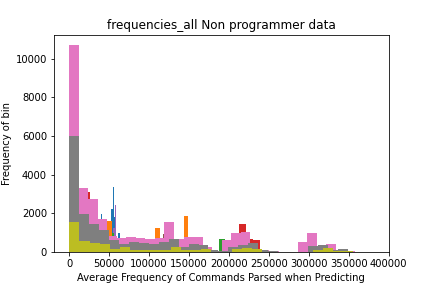 frequencies_all Non programmer data
Frequency of bin
10000
8000
6000
4000
2000
0
0 50000 100000 150000 200000 250000 300000 350000 400000
Average Frequency of Commands Parsed when Predicting